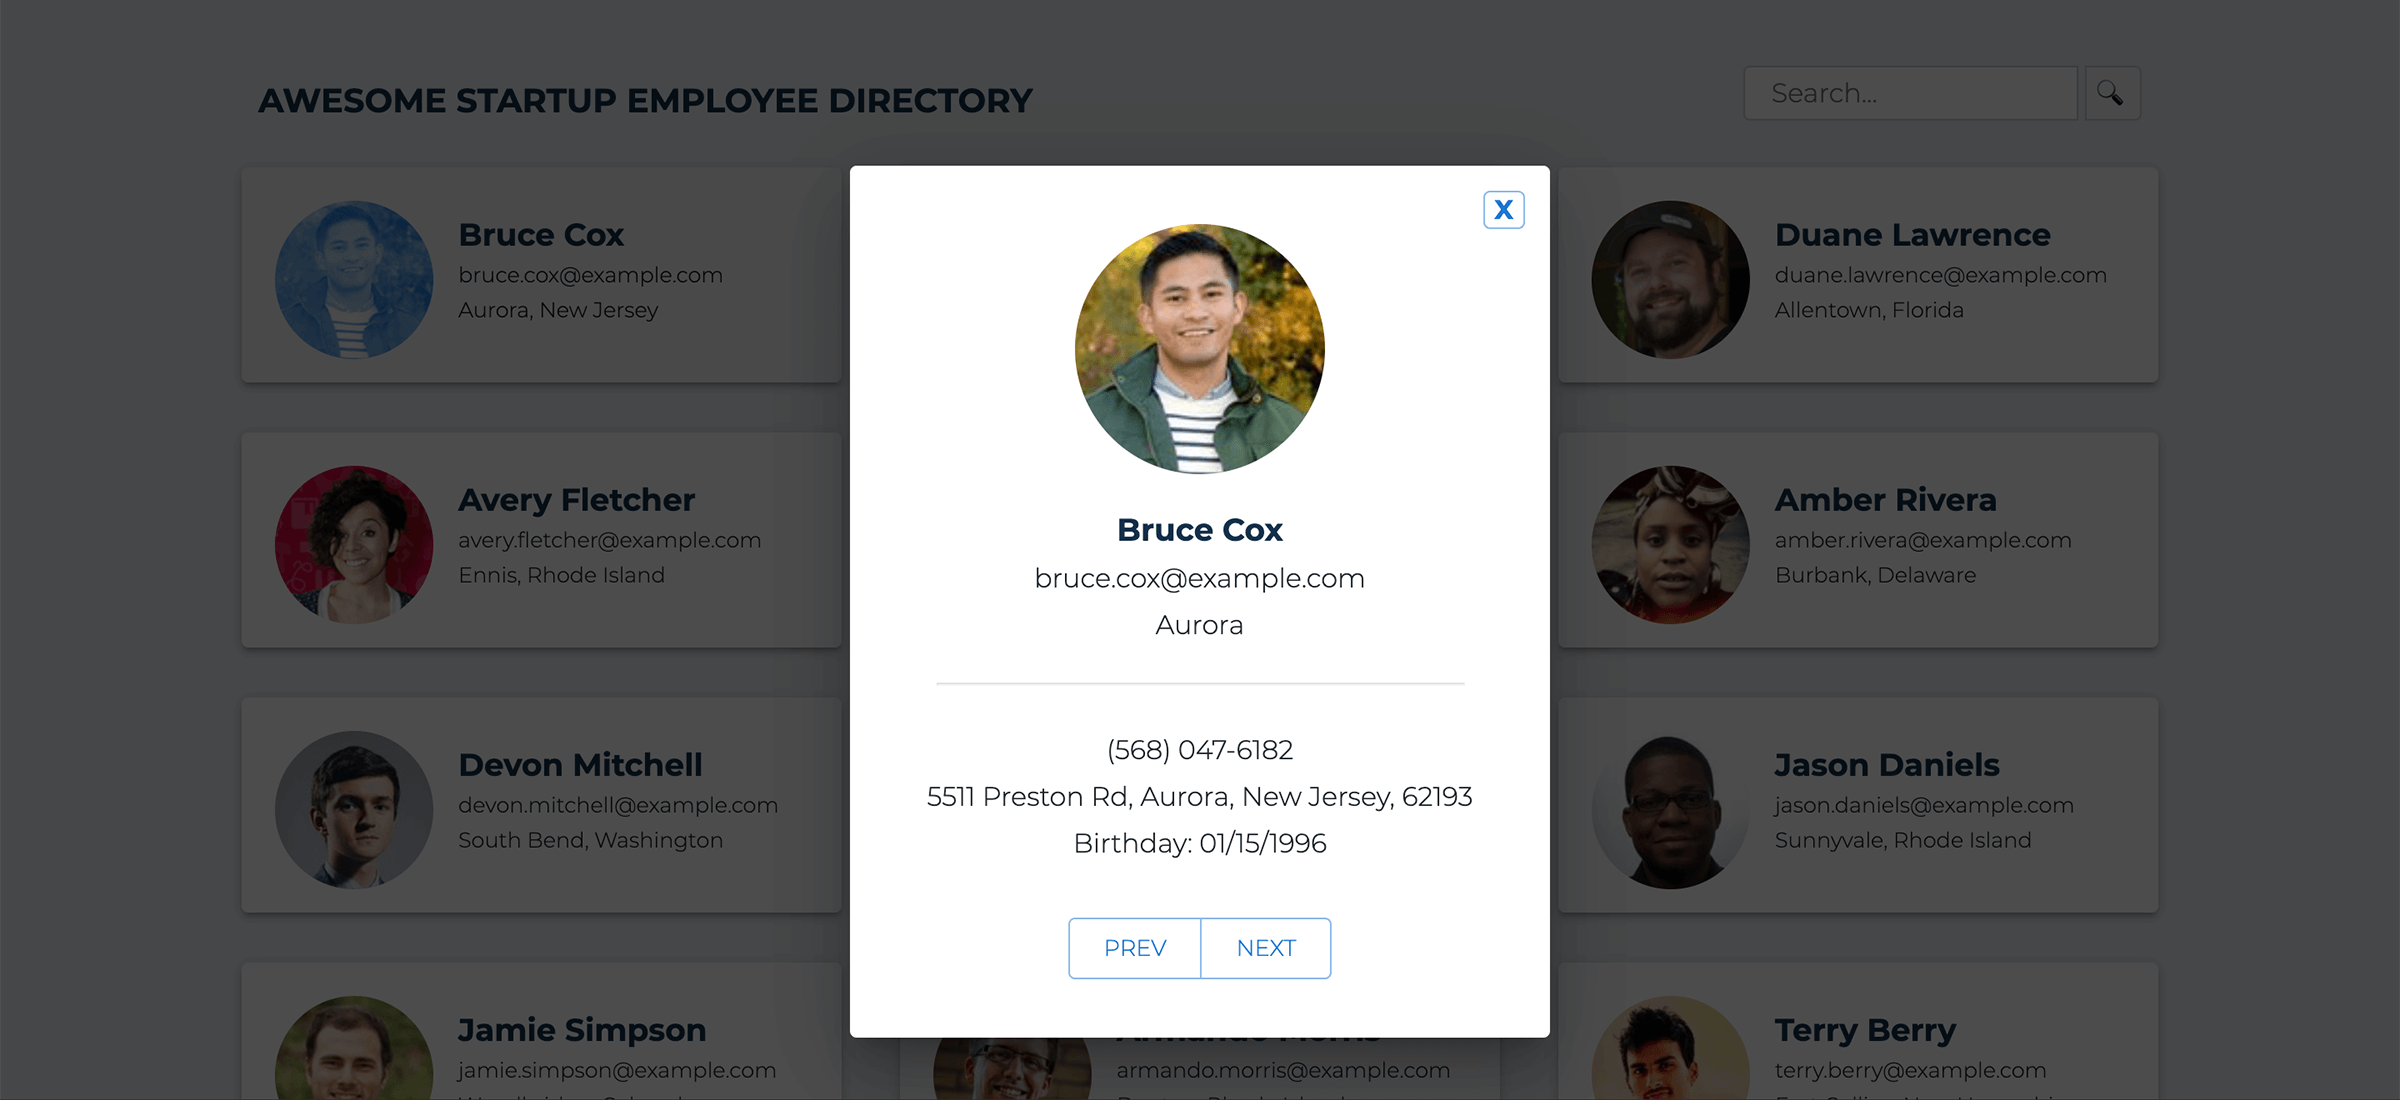 AWESOME STARTUP EMPLOYEE DIRECTORY
Search...
Bruce Cox
bruce.cox@example.com
Aurora, New Jersey
Duane Lawrence
duane.lawrence@example.com
Allentown, Florida
Avery Fletcher
avery.fletcher@example.com
Ennis, Rhode Island
Amber Rivera
amber.rivera@example.com
Burbank, Delaware
Devon Mitchell
devon.mitchell@example.com
South Bend, Washington
Jason Daniels
jason.daniels@example.com
Sunnyvale, Rhode Island
Jamie Simpson
jamie.simpson@example.com
Armando Morris
armando.morris@example.com
Terry Berry
terry.berry@example.com
X
Bruce Cox
bruce.cox@example.com
Aurora
(568) 047-6182
5511 Preston Rd, Aurora, New Jersey, 62193
Birthday: 01/15/1996
PREV
NEXT